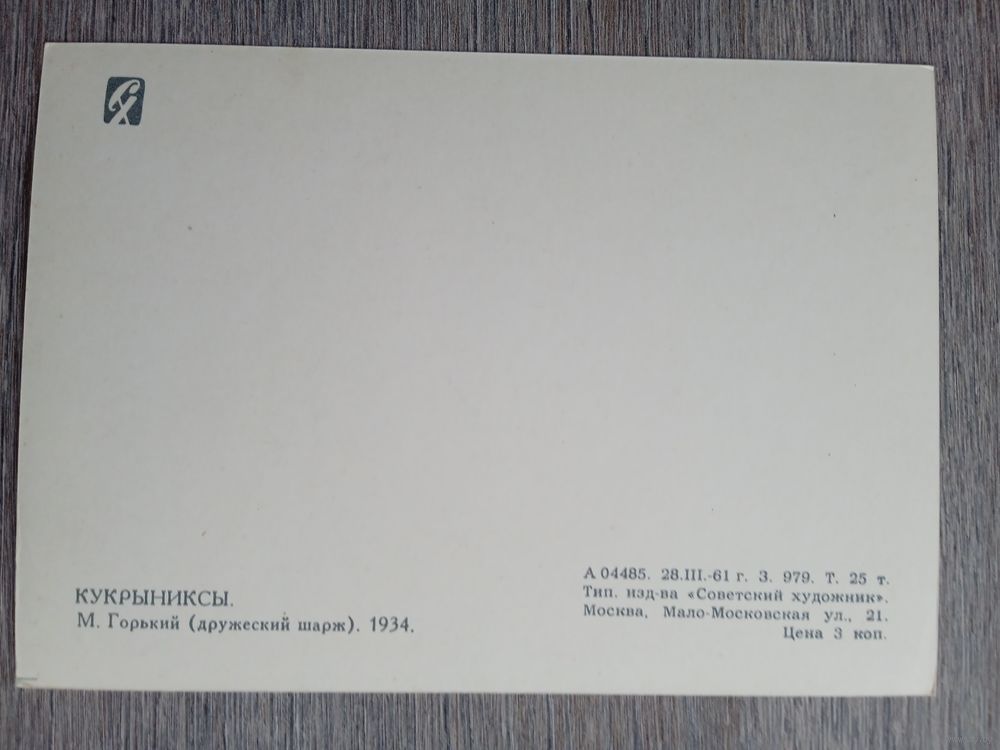 КУКРЫНИКСЫ.
М. Горький (дружеский шарж). 1934.
А 04485. 28.III.-61 г. З. 979. Т. 25 т.
Тип. изд-ва «Советский художник».
Москва, Мало-Московская ул., 21.
Цена 3 коп.